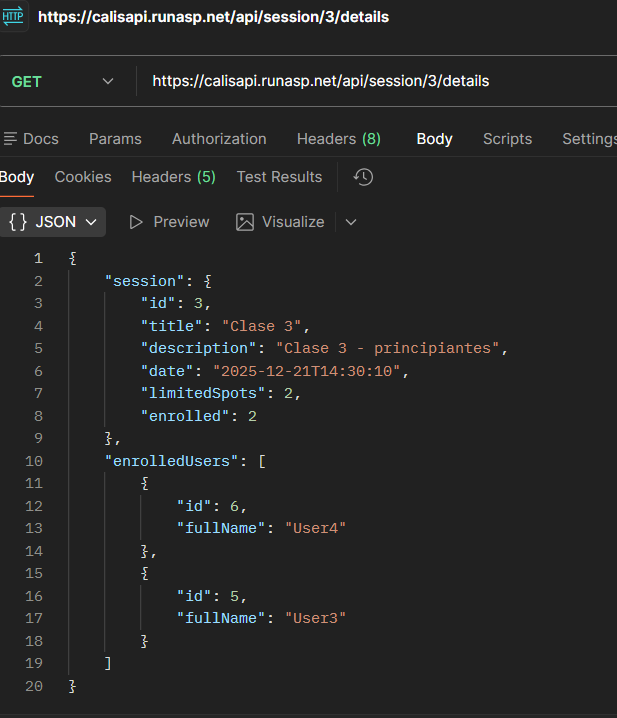 HTTP https://calisapi.runasp.net/api/session/3/details
GET https://calisapi.runasp.net/api/session/3/details
Docs Params Authorization Headers (8) Body Scripts Settings
Body Cookies Headers (5) Test Results
{} JSON Preview Visualize
1 {
2 "session": {
3 "id": 3,
4 "title": "Clase 3",
5 "description": "Clase 3 - principiantes",
6 "date": "2025-12-21T14:30:10",
7 "limitedSpots": 2,
8 "enrolled": 2
9 },
10 "enrolledUsers": [
11 {
12 "id": 6,
13 "fullName": "User4"
14 },
15 {
16 "id": 5,
17 "fullName": "User3"
18 }
19 ]
20 }